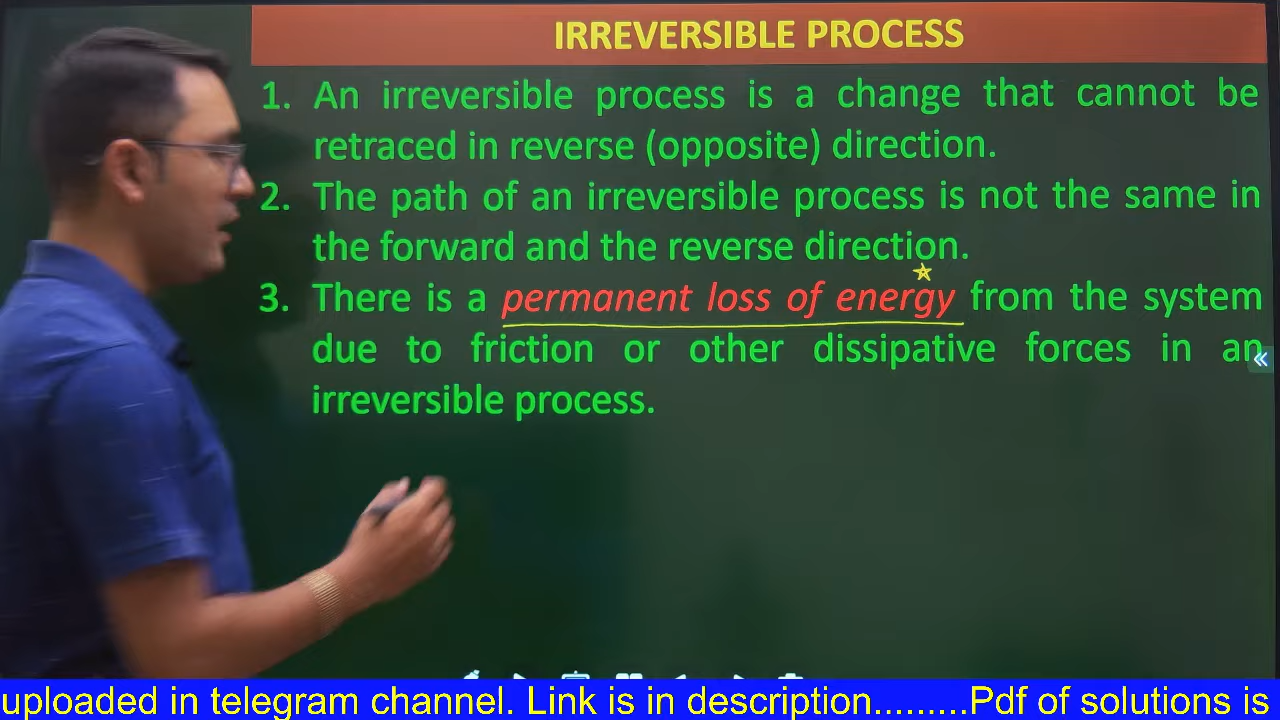 IRREVERSIBLE PROCESS
1. An irreversible process is a change that cannot be
retraced in reverse (opposite) direction.
2. The path of an irreversible process is not the same in
the forward and the reverse direction.
3. There is a permanent loss of energy from the system
due to friction or other dissipative forces in an
irreversible process.
uploaded in telegram channel. Link is in description.........Pdf of solutions is